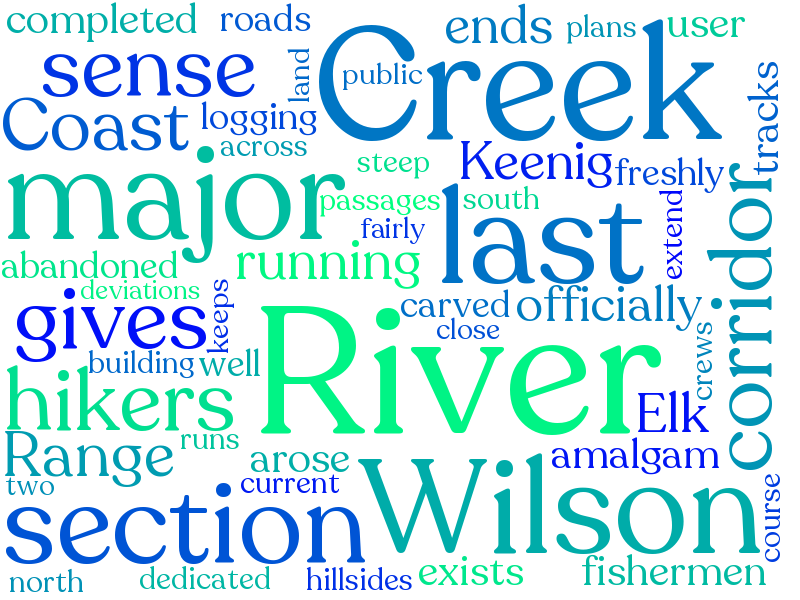 completed
roads
ends
plans
user
sense
land
public
Creek
tracks
Coast
logging
across
steep
Keenig
freshly
major
passages
south
last
extend
corridor
fairly
abandoned
running
deviations
gives
keeps
carved
officially
close
building
well
River
crews
hikers
Elk
Range
runs
arose
amalgam
two
current
Wilson
section
course
north
dedicated
hillsides
exists
fishermen